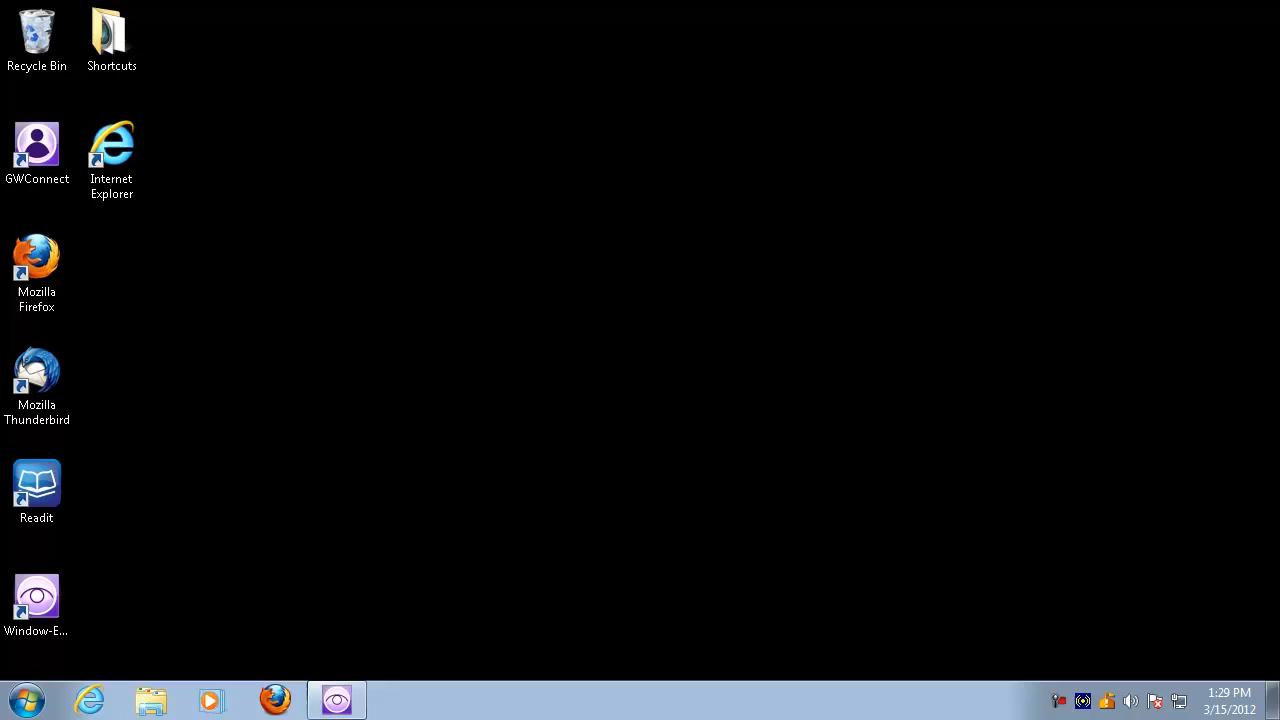 Recycle Bin
Shortcuts
GWConnect
Internet
Explorer
Mozilla
Firefox
Mozilla
Thunderbird
Readit
Window-E...
1:29 PM
3/15/2012